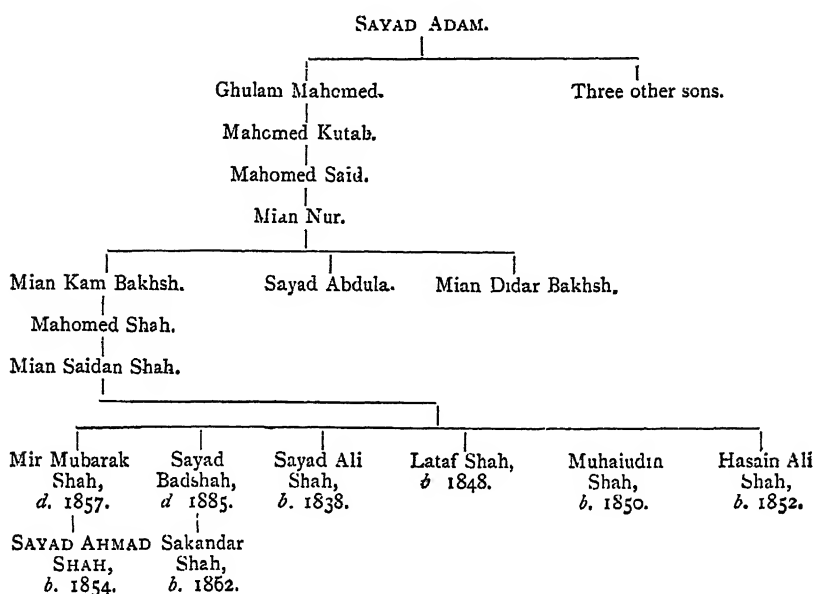 SAYAD ADAM.
Ghulam Mahomed. Three other sons.
Mahomed Kutab.
Mahomed Said.
Mian Nur.
Mian Kam Bakhsh. Sayad Abdula. Mian Didar Bakhsh.
Mahomed Shah.
Mian Saidan Shah.
Mir Mubarak Shah, d. 1857.
Sayad Badshah, d 1885.
Sayad Ali Shah, b. 1838.
Lataf Shah, b 1848.
Muhaiudin Shah, b. 1850.
Hasain Ali Shah, b. 1852.
SAYAD AHMAD SHAH, b. 1854.
Sakandar Shah, b. 1862.